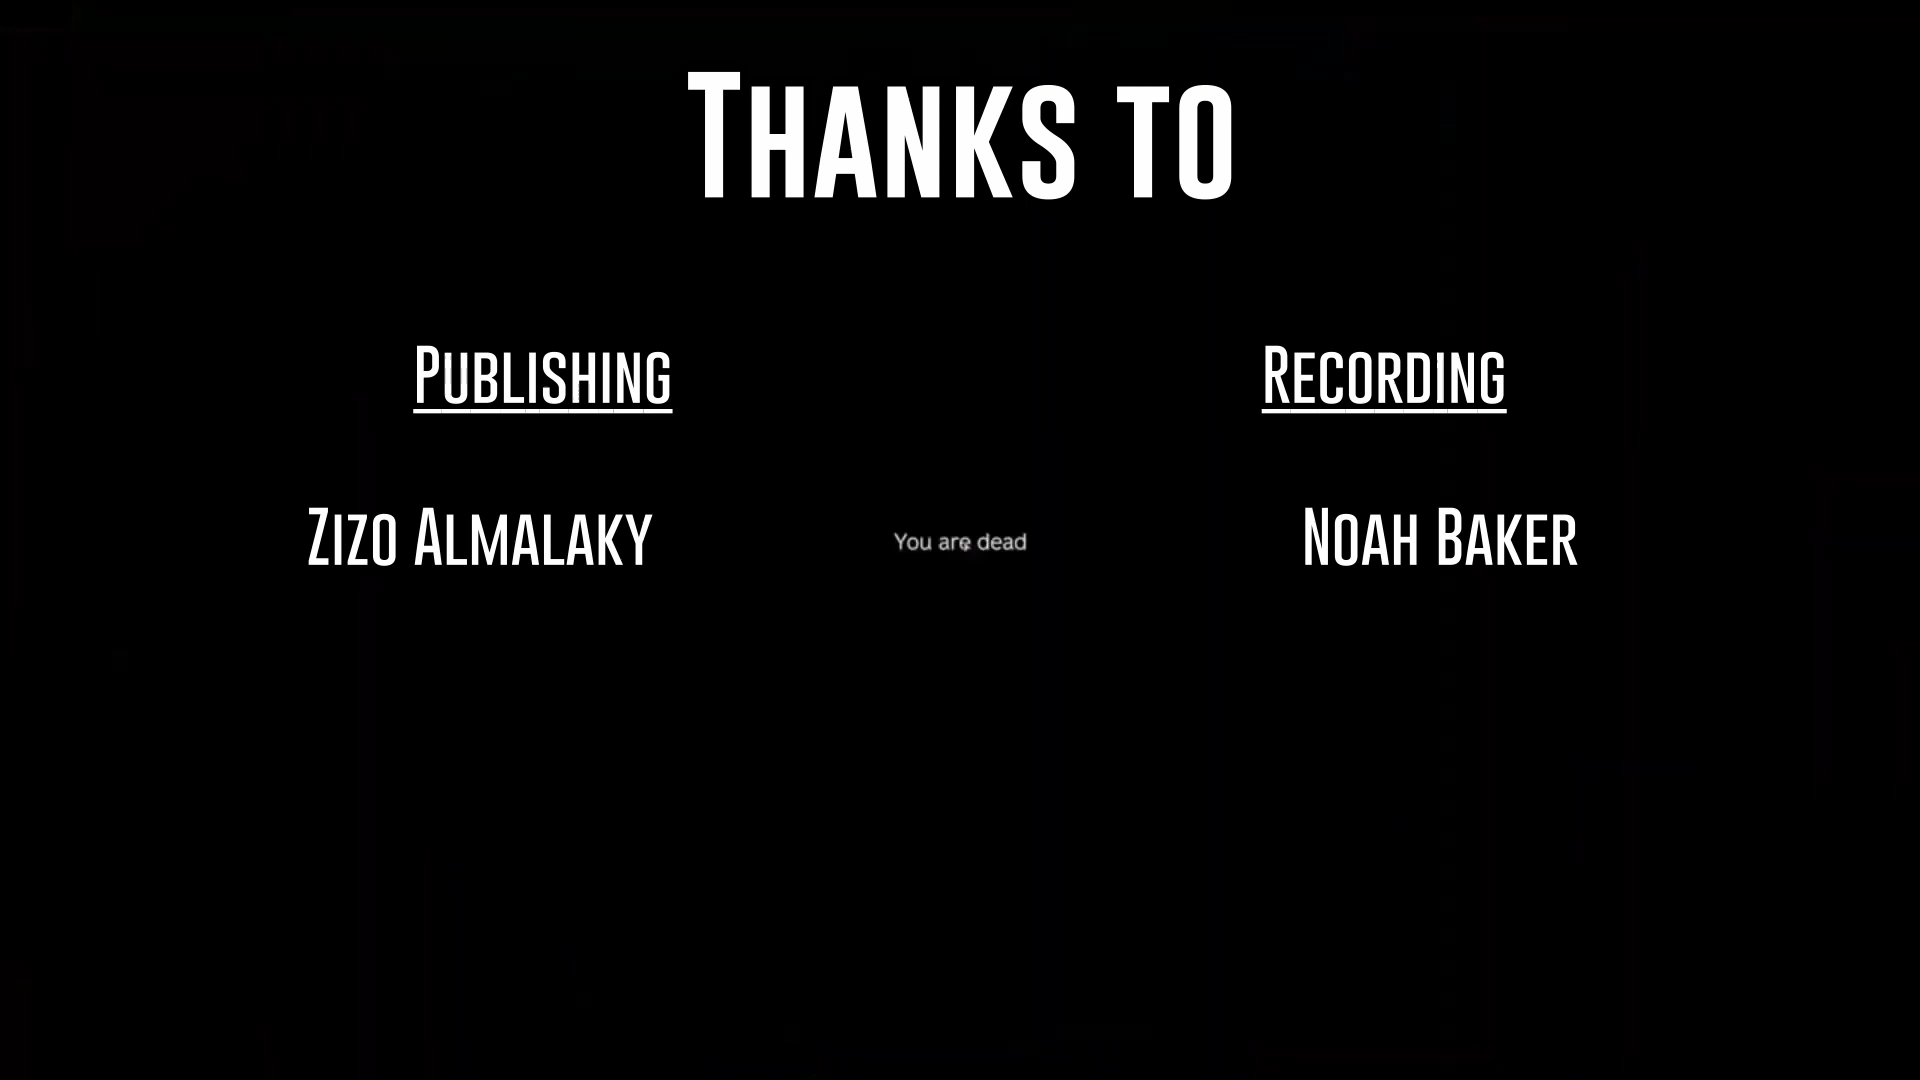 Thanks to
Publishing
Recording
Zizo Almalaky
You are dead
Noah Baker